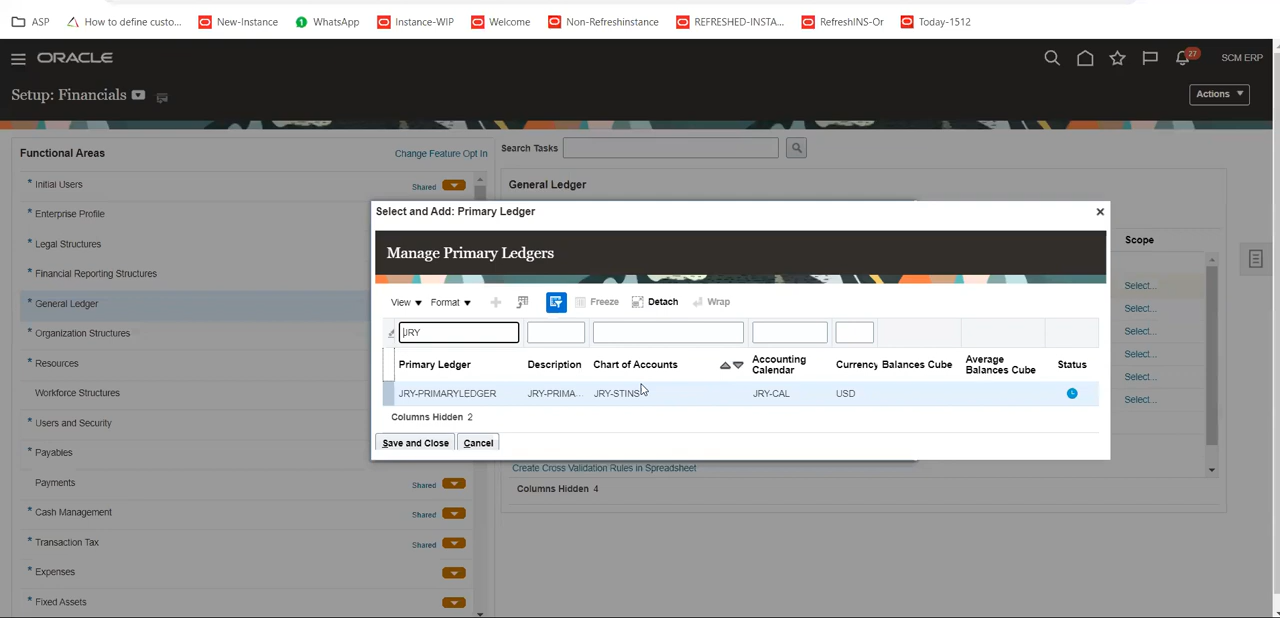 ASP
How to define custo...
New-Instance
WhatsApp
Instance-WIP
Welcome
Non-Refreshinstance
REFRESHED-INSTA...
RefreshINS-Or
Today-1512
ORACLE
27
SCM ERP
Setup: Financials
Actions
Functional Areas
Change Feature Opt In
Search Tasks
* Initial Users
Shared
* Enterprise Profile
* Legal Structures
* Financial Reporting Structures
* General Ledger
* Organization Structures
* Resources
Workforce Structures
* Users and Security
* Payables
Payments
Shared
* Cash Management
Shared
* Transaction Tax
Shared
* Expenses
* Fixed Assets
General Ledger
Scope
Select...
Select...
Select...
Select...
Select...
Select...
Create Cross Validation Rules in Spreadsheet
Columns Hidden 4
Select and Add: Primary Ledger
Manage Primary Ledgers
View
Format
Freeze
Detach
Wrap
JRY
Primary Ledger Description Chart of Accounts Accounting Calendar Currency Balances Cube Average Balances Cube Status
JRY-PRIMARYLEDGER JRY-PRIMA... JRY-STINS JRY-CAL USD
Columns Hidden 2
Save and Close
Cancel